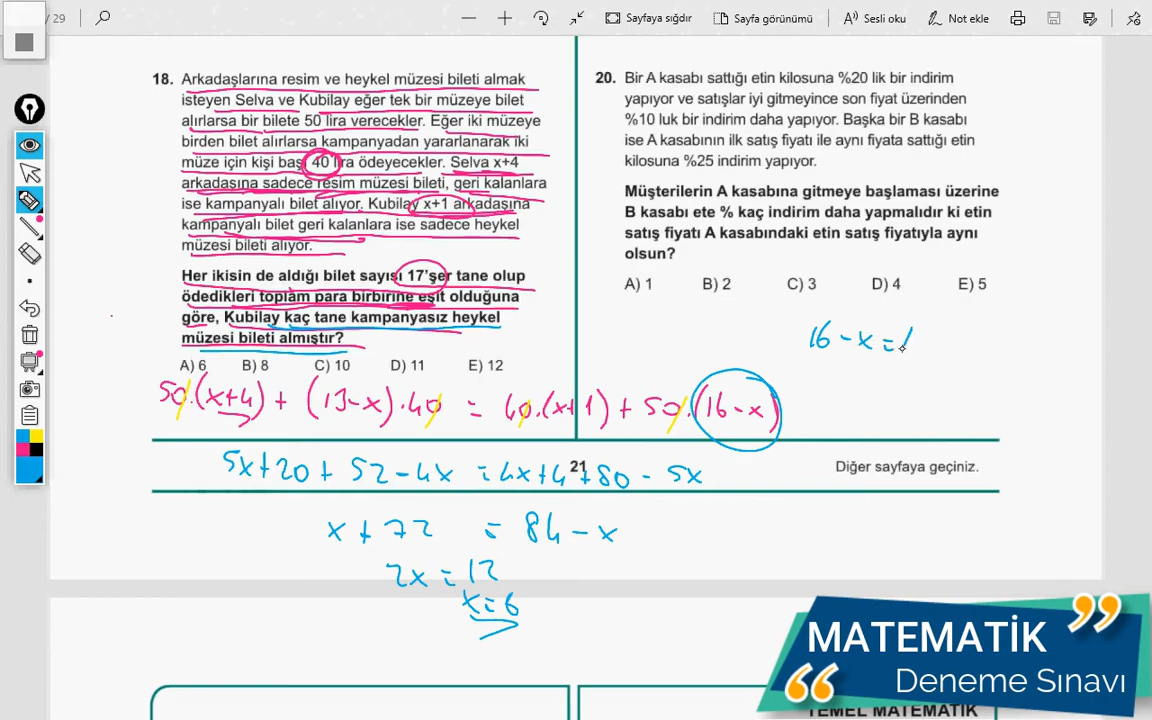 / 29
Sayfaya sığdır
Sayfa görünümü
Sesli oku
Not ekle
18. Arkadaşlarına resim ve heykel müzesi bileti almak
isteyen Selva ve Kubilay eğer tek bir müzeye bilet
alırlarsa bir bilete 50 lira verecekler. Eğer iki müzeye
birden bilet alırlarsa kampanyadan yararlanarak iki
müze için kişi başı 40 lira ödeyecekler. Selva x+4
arkadaşına sadece resim müzesi bileti, geri kalanlara
ise kampanyalı bilet alıyor. Kubilay x+1 arkadaşına
kampanyalı bilet geri kalanlara ise sadece heykel
müzesi bileti alıyor.
Her ikisin de aldığı bilet sayısı 17'şer tane olup
ödedikleri toplam para birbirine eşit olduğuna
göre, Kubilay kaç tane kampanyasız heykel
müzesi bileti almıştır?
A) 6 B) 8 C) 10 D) 11 E) 12
50.(x+4) + (13-x).40 = 40.(x+1) + 50.(16-x)
5x+20 + 52-4x = 4x+4+80-5x
x+72 = 84-x
2x=12
x=6
20. Bir A kasabı sattığı etin kilosuna %20 lik bir indirim
yapıyor ve satışlar iyi gitmeyince son fiyat üzerinden
%10 luk bir indirim daha yapıyor. Başka bir B kasabı
ise A kasabının ilk satış fiyatı ile aynı fiyata sattığı etin
kilosuna %25 indirim yapıyor.
Müşterilerin A kasabına gitmeye başlaması üzerine
B kasabı ete % kaç indirim daha yapmalıdır ki etin
satış fiyatı A kasabındaki etin satış fiyatıyla aynı
olsun?
A) 1 B) 2 C) 3 D) 4 E) 5
16-x=1
21
Diğer sayfaya geçiniz.
MATEMATİK
Deneme Sınavı
TEMEL MATEMATİK